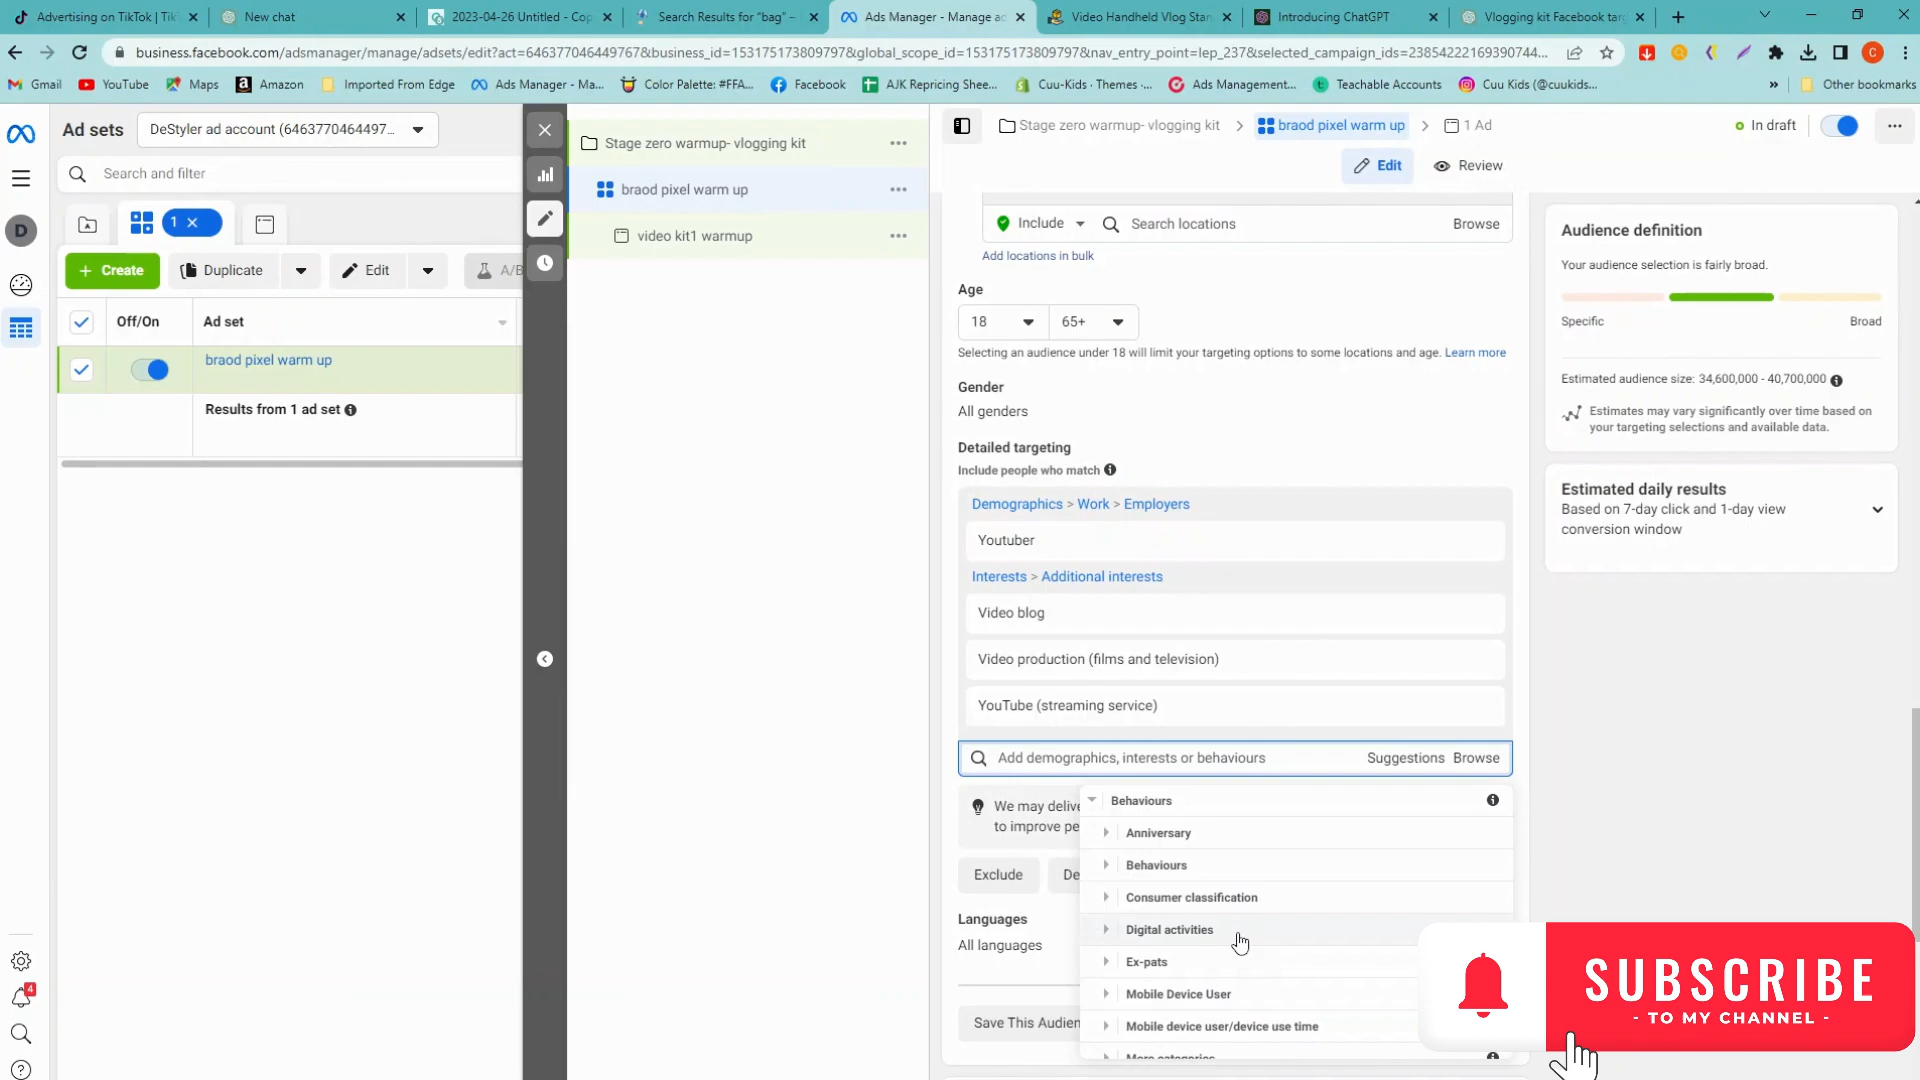 Advertising on TikTok | Tik
New chat
2023-04-26 Untitled - Cop
Search Results for “bag” –
Ads Manager - Manage ad
Video Handheld Vlog Stan
Introducing ChatGPT
Vlogging kit Facebook tar
business.facebook.com/adsmanager/manage/adsets/edit?act=646377046449767&business_id=153175173809797&global_scope_id=153175173809797&nav_entry_point=lep_237&selected_campaign_ids=23854222169390744...
C
Gmail
YouTube
Maps
Amazon
Imported From Edge
Ads Manager - Ma...
Color Palette: #FFA...
Facebook
AJK Repricing Shee...
Cuu-Kids · Themes ·...
Ads Management...
Teachable Accounts
Cuu Kids (@cuukids...
»
Other bookmarks
Ad sets
DeStyler ad account (6463770464497...
Search and filter
D
1
+ Create
Duplicate
Edit
A/B
Off/On
Ad set
braod pixel warm up
Results from 1 ad set
4
Stage zero warmup- vlogging kit
braod pixel warm up
video kit1 warmup
Stage zero warmup- vlogging kit > braod pixel warm up > 1 Ad
In draft
Edit
Review
Include
Search locations
Browse
Add locations in bulk
Age
18
65+
Selecting an audience under 18 will limit your targeting options to some locations and age. Learn more
Gender
All genders
Detailed targeting
Include people who match
Demographics > Work > Employers
Youtuber
Interests > Additional interests
Video blog
Video production (films and television)
YouTube (streaming service)
Add demographics, interests or behaviours
Suggestions
Browse
We may delive
to improve pe
Exclude
De
Languages
All languages
Save This Audien
Behaviours
Anniversary
Behaviours
Consumer classification
Digital activities
Ex-pats
Mobile Device User
Mobile device user/device use time
More categories
Audience definition
Your audience selection is fairly broad.
Specific
Broad
Estimated audience size: 34,600,000 - 40,700,000
Estimates may vary significantly over time based on
your targeting selections and available data.
Estimated daily results
Based on 7-day click and 1-day view
conversion window
SUBSCRIBE
- TO MY CHANNEL -